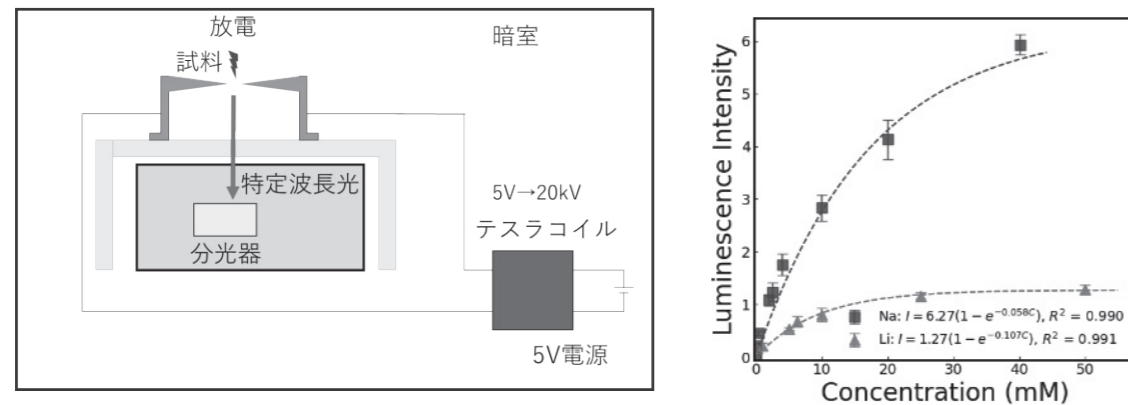 放電
試料
暗室
特定波長光
分光器
5V→20kV
テスラコイル
5V電源
Luminescence Intensity
6
5
4
3
2
1
0
Na: I = 6.27(1 − e^{−0.058C}), R² = 0.990
Li: I = 1.27(1 − e^{−0.107C}), R² = 0.991
0 10 20 30 40 50
Concentration (mM)